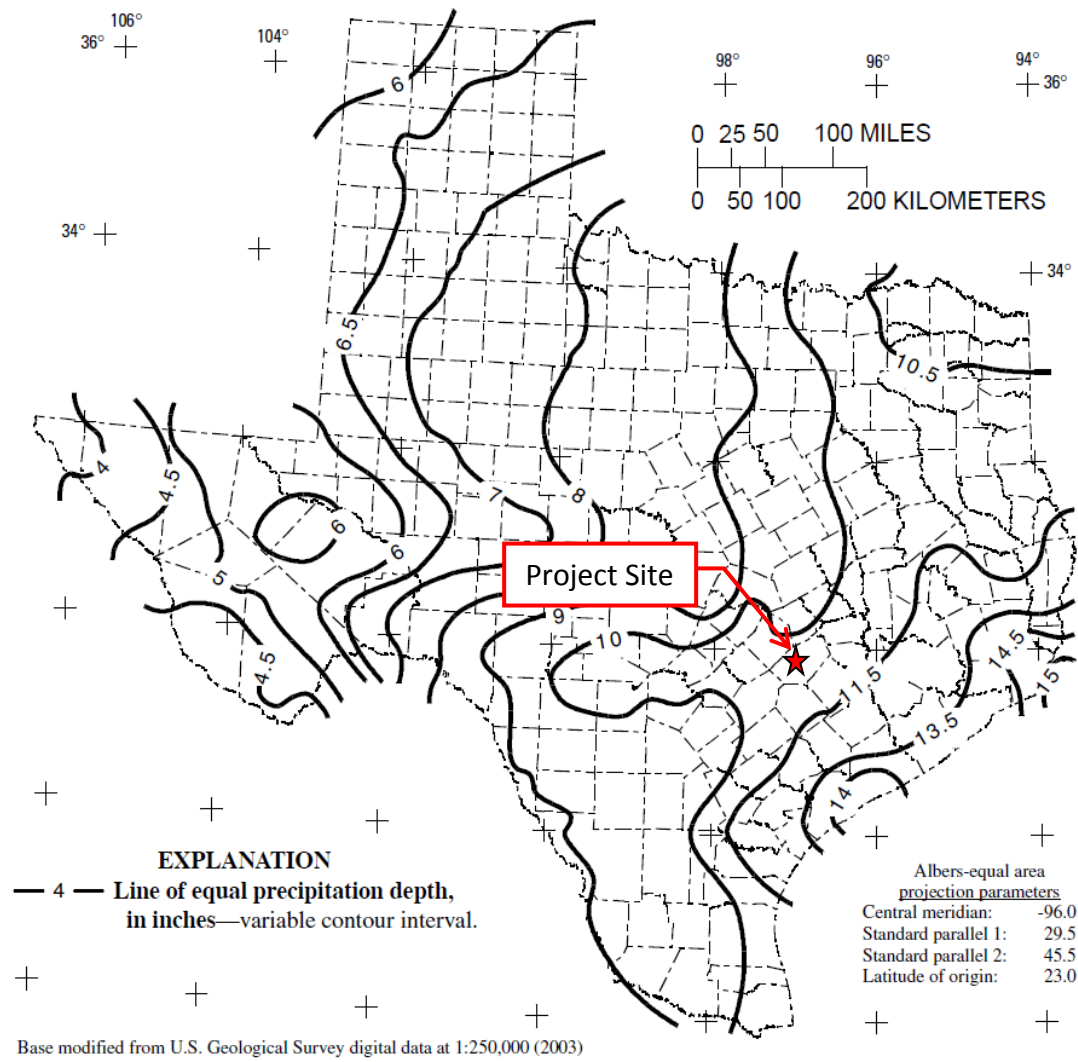 106°
36°
104°
98°
96°
94°
36°
0 25 50 100 MILES
0 50 100 200 KILOMETERS
34°
34°
6
6.5
10.5
4
4.5
7
8
6
6
5
Project Site
9
10
4.5
11.5
14.5
15
13.5
14
EXPLANATION
4 Line of equal precipitation depth,
in inches—variable contour interval.
Albers-equal area
projection parameters
Central meridian: -96.0
Standard parallel 1: 29.5
Standard parallel 2: 45.5
Latitude of origin: 23.0
Base modified from U.S. Geological Survey digital data at 1:250,000 (2003)